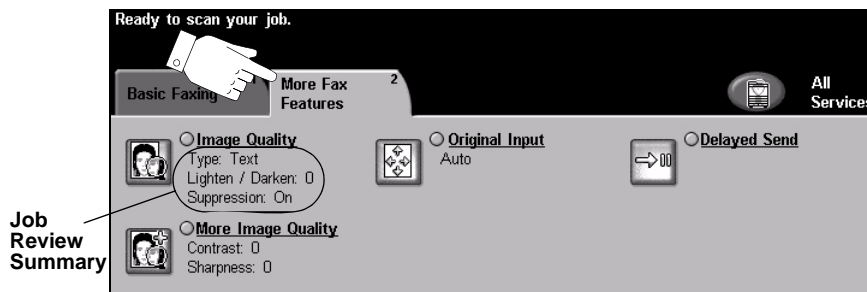 Ready to scan your job.
Basic Faxing
More Fax
Features
2
All
Services
Image Quality
Type: Text
Lighten / Darken: 0
Suppression: On
Original Input
Auto
Delayed Send
More Image Quality
Contrast: 0
Sharpness: 0
Job
Review
Summary